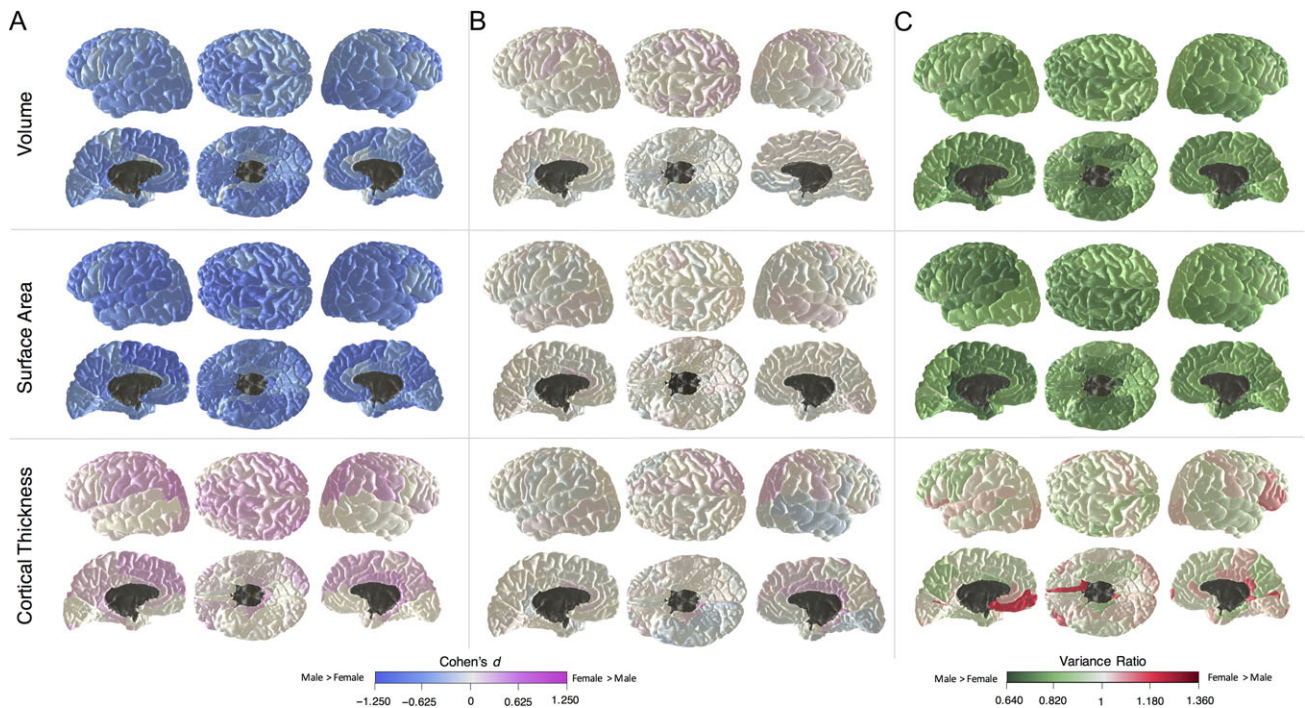 A
B
C
Volume
Surface Area
Cortical Thickness
Cohen's d
Male > Female
Female > Male
−1.250 −0.625 0 0.625 1.250
Variance Ratio
Male > Female
Female > Male
0.640 0.820 1 1.180 1.360